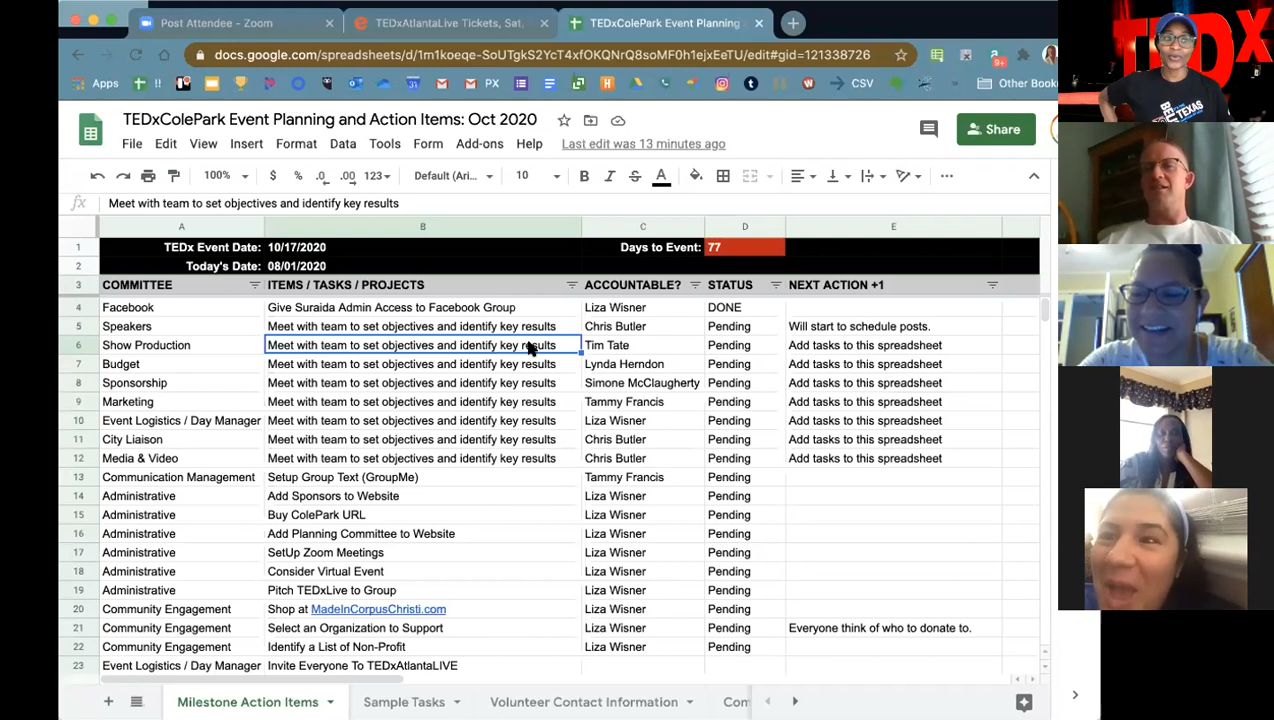 Post Attendee - Zoom
TEDxAtlantaLive Tickets, Sat,
TEDxColePark Event Planning
docs.google.com/spreadsheets/d/1m1koeqe-SoUTgkS2YcT4xfOKQNrQ8soMF0h1ejxEeTU/edit#gid=121338726
Apps
!!
PX
CSV
Other Book
9+
TEDxColePark Event Planning and Action Items: Oct 2020
File Edit View Insert Format Data Tools Form Add-ons Help Last edit was 13 minutes ago
Share
100% $ % .0 .00 123 Default (Ari... 10 B I S A
fx Meet with team to set objectives and identify key results
A B C D E
1 TEDx Event Date: 10/17/2020 Days to Event: 77
2 Today's Date: 08/01/2020
3 COMMITTEE ITEMS / TASKS / PROJECTS ACCOUNTABLE? STATUS NEXT ACTION +1
4 Facebook Give Suraida Admin Access to Facebook Group Liza Wisner DONE
5 Speakers Meet with team to set objectives and identify key results Chris Butler Pending Will start to schedule posts.
6 Show Production Meet with team to set objectives and identify key results Tim Tate Pending Add tasks to this spreadsheet
7 Budget Meet with team to set objectives and identify key results Lynda Herndon Pending Add tasks to this spreadsheet
8 Sponsorship Meet with team to set objectives and identify key results Simone McClaugherty Pending Add tasks to this spreadsheet
9 Marketing Meet with team to set objectives and identify key results Tammy Francis Pending Add tasks to this spreadsheet
10 Event Logistics / Day Manager Meet with team to set objectives and identify key results Liza Wisner Pending Add tasks to this spreadsheet
11 City Liaison Meet with team to set objectives and identify key results Chris Butler Pending Add tasks to this spreadsheet
12 Media & Video Meet with team to set objectives and identify key results Chris Butler Pending Add tasks to this spreadsheet
13 Communication Management Setup Group Text (GroupMe) Tammy Francis Pending
14 Administrative Add Sponsors to Website Liza Wisner Pending
15 Administrative Buy ColePark URL Liza Wisner Pending
16 Administrative Add Planning Committee to Website Liza Wisner Pending
17 Administrative SetUp Zoom Meetings Liza Wisner Pending
18 Administrative Consider Virtual Event Liza Wisner Pending
19 Administrative Pitch TEDxLive to Group Liza Wisner Pending
20 Community Engagement Shop at MadeInCorpusChristi.com Liza Wisner Pending
21 Community Engagement Select an Organization to Support Liza Wisner Pending Everyone think of who to donate to.
22 Community Engagement Identify a List of Non-Profit Liza Wisner Pending
23 Event Logistics / Day Manager Invite Everyone To TEDxAtlantaLIVE
Milestone Action Items Sample Tasks Volunteer Contact Information Con
TEDX
TEXAS